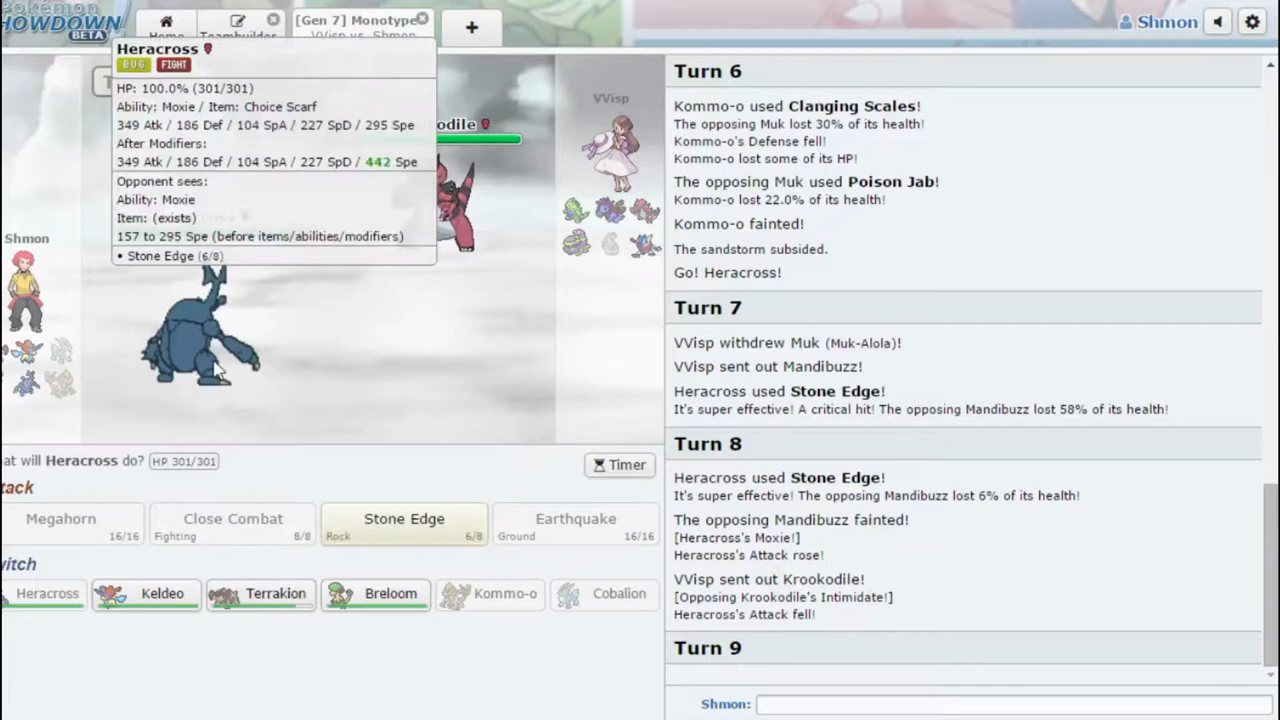 Pokémon
HOWDOWN
BETA
Home
Teambuilder
[Gen 7] Monotype
VVisp vs. Shmon
+
Shmon
Heracross
BUG FIGHT
HP: 100.0% (301/301)
Ability: Moxie / Item: Choice Scarf
349 Atk / 186 Def / 104 SpA / 227 SpD / 295 Spe
After Modifiers:
349 Atk / 186 Def / 104 SpA / 227 SpD / 442 Spe
Opponent sees:
Ability: Moxie
Item: (exists)
157 to 295 Spe (before items/abilities/modifiers)
• Stone Edge (6/8)
T
odile
VVisp
Shmon
hat will Heracross do? HP 301/301
Timer
tack
Megahorn
16/16
Close Combat
Fighting 8/8
Stone Edge
Rock 6/8
Earthquake
Ground 16/16
witch
Heracross
Keldeo
Terrakion
Breloom
Kommo-o
Cobalion
Turn 6
Kommo-o used Clanging Scales!
The opposing Muk lost 30% of its health!
Kommo-o's Defense fell!
Kommo-o lost some of its HP!
The opposing Muk used Poison Jab!
Kommo-o lost 22.0% of its health!
Kommo-o fainted!
The sandstorm subsided.
Go! Heracross!
Turn 7
VVisp withdrew Muk (Muk-Alola)!
VVisp sent out Mandibuzz!
Heracross used Stone Edge!
It's super effective! A critical hit! The opposing Mandibuzz lost 58% of its health!
Turn 8
Heracross used Stone Edge!
It's super effective! The opposing Mandibuzz lost 6% of its health!
The opposing Mandibuzz fainted!
[Heracross's Moxie!]
Heracross's Attack rose!
VVisp sent out Krookodile!
[Opposing Krookodile's Intimidate!]
Heracross's Attack fell!
Turn 9
Shmon: